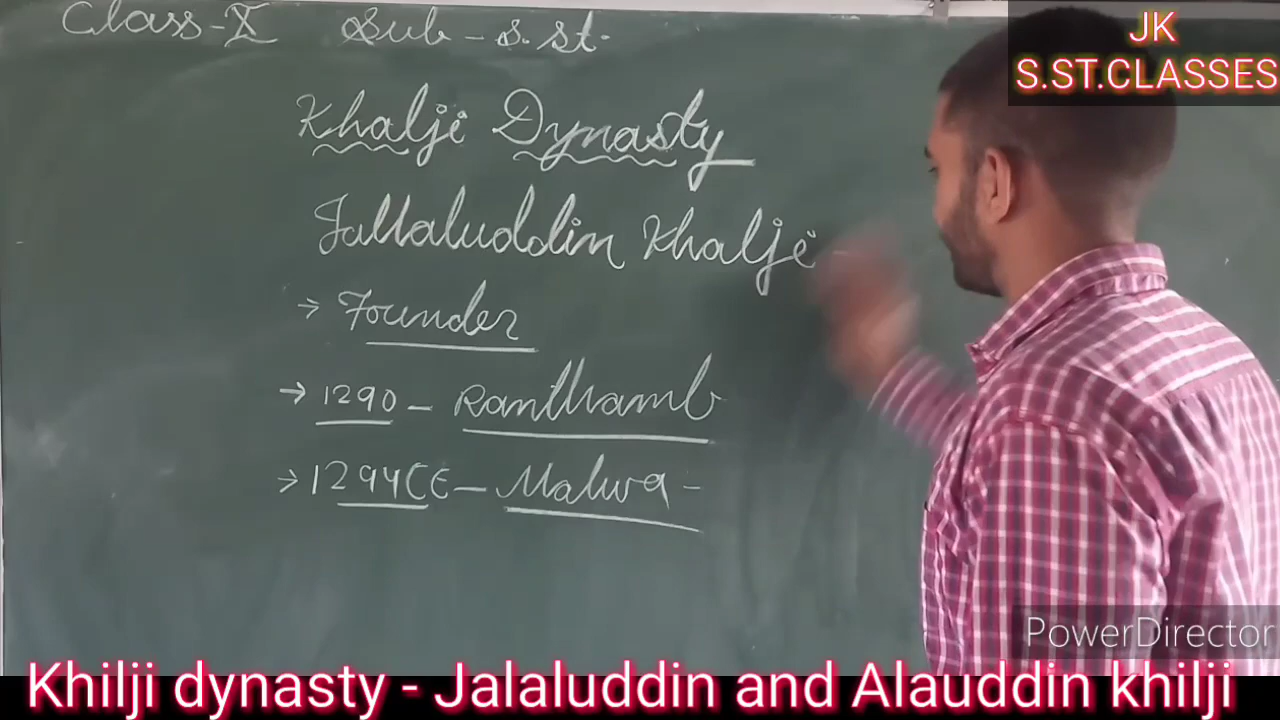 Class-X Sub-s.st.
JK
S.ST.CLASSES
Khalji Dynasty
Jallaluddin Khalji -
→ Founder
→ 1290 - Ranthamb
→ 1294CE - Malwa -
PowerDirector
Khilji dynasty - Jalaluddin and Alauddin khilji